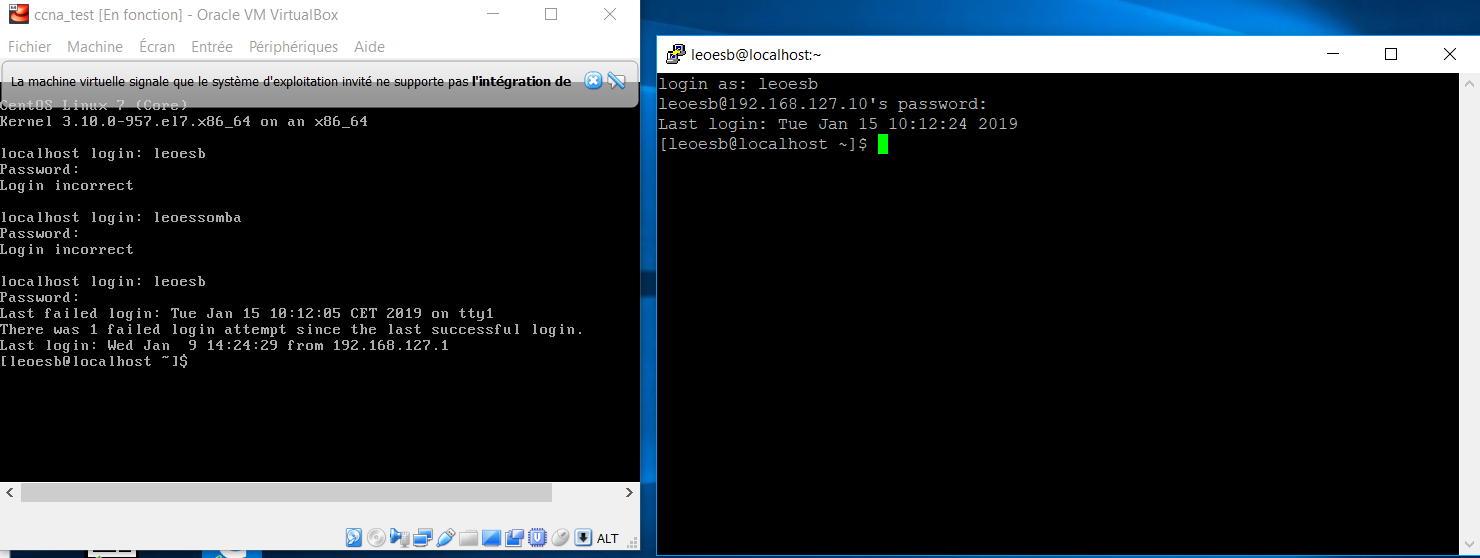 ccna_test [En fonction] - Oracle VM VirtualBox
Fichier Machine Écran Entrée Périphériques Aide
La machine virtuelle signale que le système d'exploitation invité ne supporte pas l'intégration de
CentOS Linux 7 (Core)
Kernel 3.10.0-957.el7.x86_64 on an x86_64
localhost login: leoesb
Password:
Login incorrect
localhost login: leoessomba
Password:
Login incorrect
localhost login: leoesb
Password:
Last failed login: Tue Jan 15 10:12:05 CET 2019 on tty1
There was 1 failed login attempt since the last successful login.
Last login: Wed Jan  9 14:24:29 from 192.168.127.1
[leoesb@localhost ~]$
ALT
leoesb@localhost:~
login as: leoesb
leoesb@192.168.127.10's password:
Last login: Tue Jan 15 10:12:24 2019
[leoesb@localhost ~]$